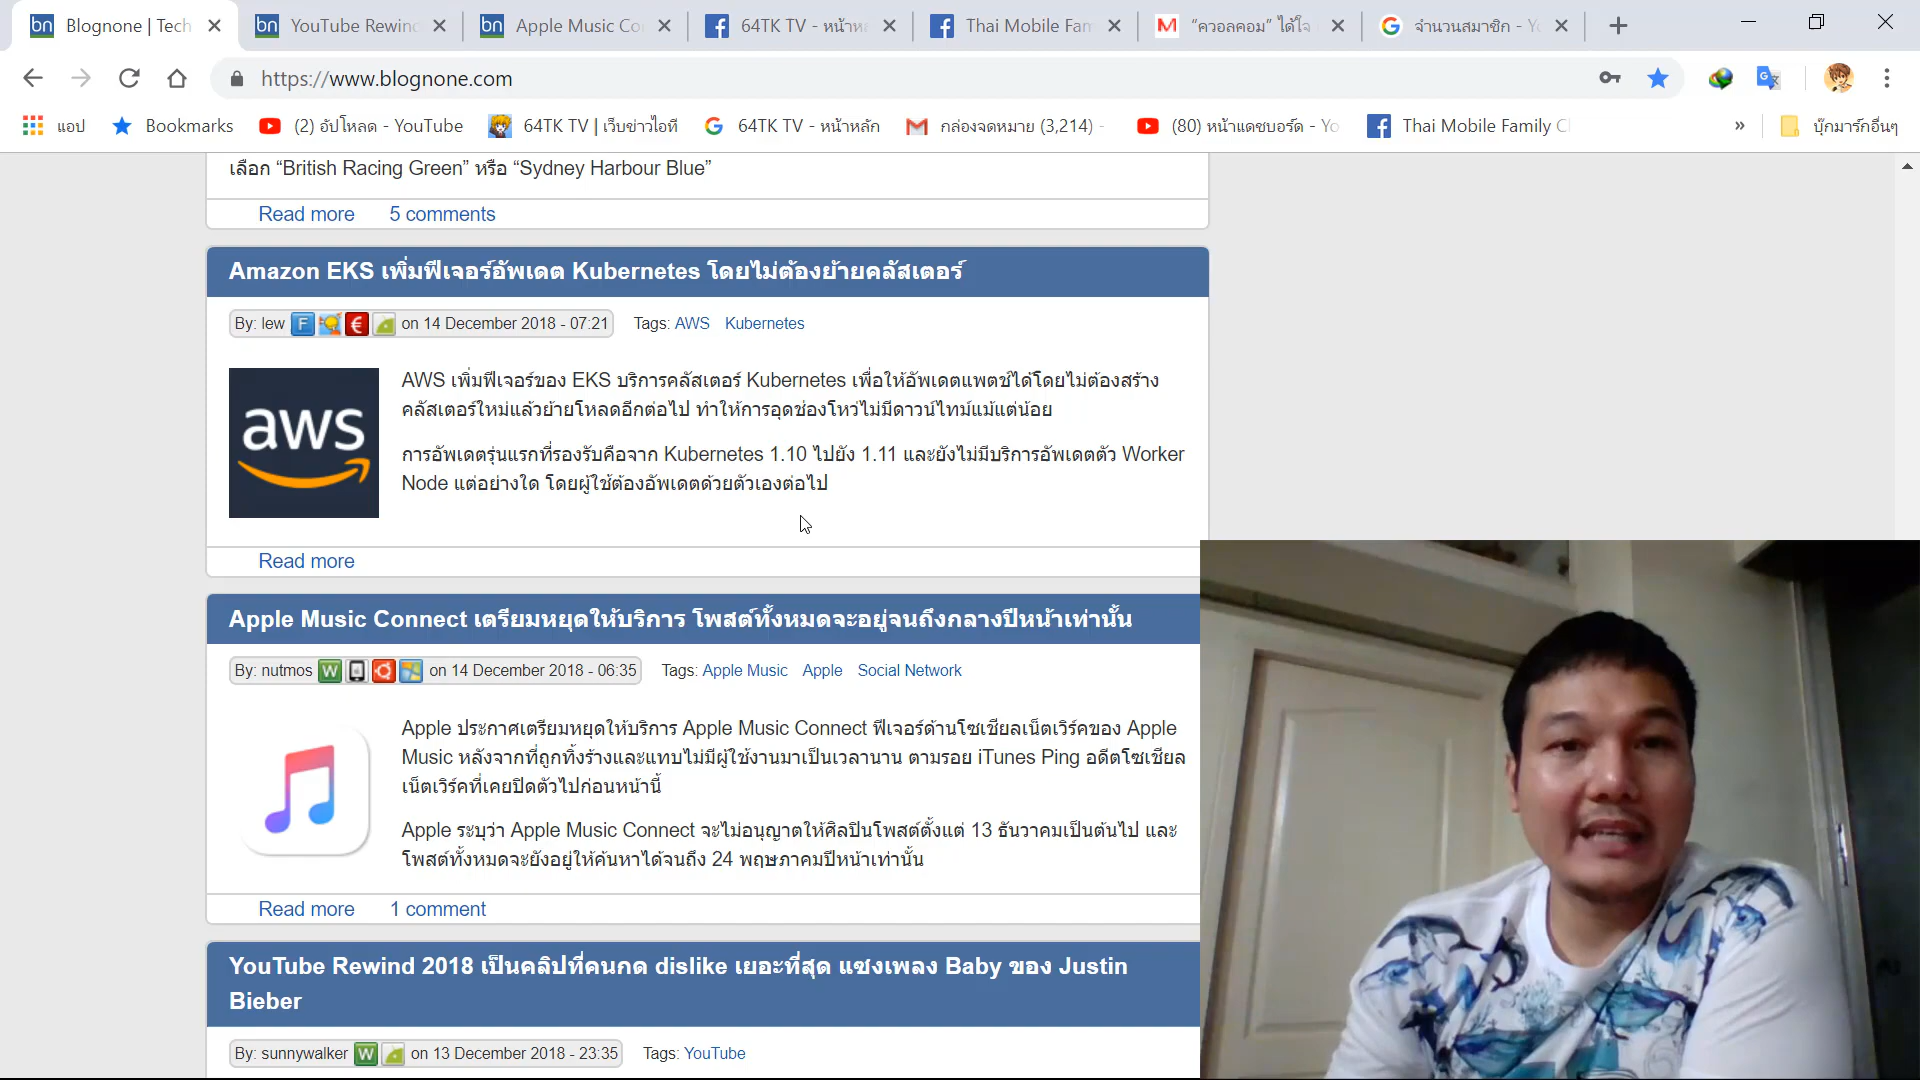 Blognone | Tech
YouTube Rewind
Apple Music Co
64TK TV - หน้าหล
Thai Mobile Fam
“ควอลคอม” ได้ใจ
จำนวนสมาชิก - Yo
https://www.blognone.com
แอป
Bookmarks
(2) อัปโหลด - YouTube
64TK TV | เว็บข่าวไอที
64TK TV - หน้าหลัก
กล่องจดหมาย (3,214) -
(80) หน้าแดชบอร์ด - Yo
Thai Mobile Family C
»
บุ๊กมาร์กอื่นๆ
เลือก “British Racing Green” หรือ “Sydney Harbour Blue”
Read more 5 comments
Amazon EKS เพิ่มฟีเจอร์อัพเดต Kubernetes โดยไม่ต้องย้ายคลัสเตอร์
By: lew on 14 December 2018 - 07:21 Tags: AWS Kubernetes
aws
AWS เพิ่มฟีเจอร์ของ EKS บริการคลัสเตอร์ Kubernetes เพื่อให้อัพเดตแพตช์ได้โดยไม่ต้องสร้าง
คลัสเตอร์ใหม่แล้วย้ายโหลดอีกต่อไป ทำให้การอุดช่องโหว่ไม่มีดาวน์ไทม์แม้แต่น้อย
การอัพเดตรุ่นแรกที่รองรับคือจาก Kubernetes 1.10 ไปยัง 1.11 และยังไม่มีบริการอัพเดตตัว Worker
Node แต่อย่างใด โดยผู้ใช้ต้องอัพเดตด้วยตัวเองต่อไป
Read more
Apple Music Connect เตรียมหยุดให้บริการ โพสต์ทั้งหมดจะอยู่จนถึงกลางปีหน้าเท่านั้น
By: nutmos on 14 December 2018 - 06:35 Tags: Apple Music Apple Social Network
Apple ประกาศเตรียมหยุดให้บริการ Apple Music Connect ฟีเจอร์ด้านโซเชียลเน็ตเวิร์คของ Apple
Music หลังจากที่ถูกทิ้งร้างและแทบไม่มีผู้ใช้งานมาเป็นเวลานาน ตามรอย iTunes Ping อดีตโซเชียล
เน็ตเวิร์คที่เคยปิดตัวไปก่อนหน้านี้
Apple ระบุว่า Apple Music Connect จะไม่อนุญาตให้ศิลปินโพสต์ตั้งแต่ 13 ธันวาคมเป็นต้นไป และ
โพสต์ทั้งหมดจะยังอยู่ให้ค้นหาได้จนถึง 24 พฤษภาคมปีหน้าเท่านั้น
Read more 1 comment
YouTube Rewind 2018 เป็นคลิปที่คนกด dislike เยอะที่สุด แซงเพลง Baby ของ Justin
Bieber
By: sunnywalker on 13 December 2018 - 23:35 Tags: YouTube